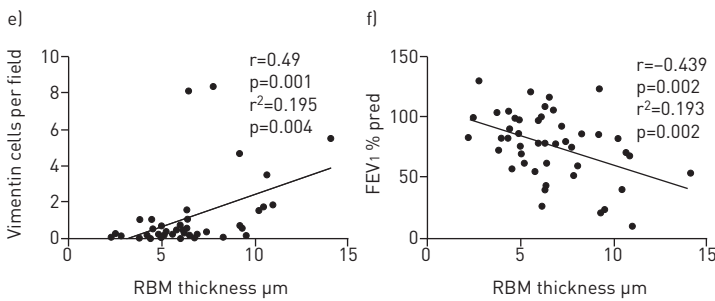 e)
Vimentin cells per field
10
8
6
4
2
0
0
5
10
15
RBM thickness µm
r=0.49
p=0.001
r²=0.195
p=0.004
f)
FEV₁ % pred
150
100
50
0
0
5
10
15
RBM thickness µm
r=−0.439
p=0.002
r²=0.193
p=0.002